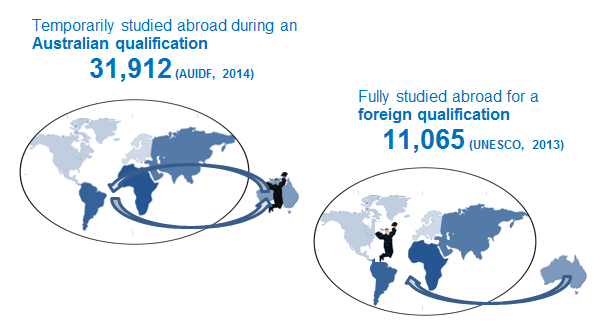 Temporarily studied abroad during an
Australian qualification
31,912 (AUIDF, 2014)
Fully studied abroad for a
foreign qualification
11,065 (UNESCO, 2013)